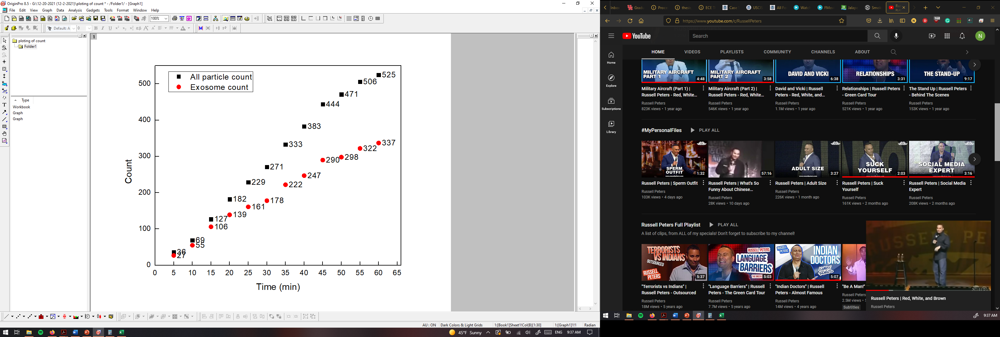 OriginPro 8.5 - G:\12-20-2021 (12-2-2021)\ploting of count * - /Folder1/ - [Graph1]
File Edit View Graph Data Analysis Gadgets Tools Format Window Help
100%
Default: A 0
ploting of count
Folder1
Type
Workbook
Graph
Graph
1
All particle count
Exosome count
Count
500
400
300
200
100
0
0 5 10 15 20 25 30 35 40 45 50 55 60 65
Time (min)
36
69
127
182
229
271
333
383
444
471
506
525
27
55
106
139
161
178
222
247
290
298
322
337
AU : ON Dark Colors & Light Grids 1:[Book1]Sheet1!Col(B)[1:30] 1:[Graph1]1!1 Radian
45°F Sunny ENG 9:37 AM
Inbox Gradu Proce thesis ECE T Case USCIS All Fo Watch FMov Jalape Smok
https://www.youtube.com/c/RussellPeters
168
YouTube
Search
N
HOME VIDEOS PLAYLISTS COMMUNITY CHANNELS ABOUT
Home
Explore
Subscriptions
Library
MILITARY AIRCRAFT
PART 1
4:48
MILITARY AIRCRAFT
PART 2
3:58
DAVID AND VICKI
6:38
RELATIONSHIPS
3:31
THE STAND-UP
9:17
Military Aircraft (Part 1) |
Russell Peters - Red, White...
Russell Peters
823K views • 1 year ago
Military Aircraft (Part 2) |
Russell Peters - Red, White...
Russell Peters
546K views • 1 year ago
David and Vicki | Russell
Peters - Red, White, and...
Russell Peters
1.1M views • 1 year ago
Relationships | Russell Peters
- Green Card Tour
Russell Peters
521K views • 1 year ago
The Stand Up | Russell Peters
- Behind The Scenes
Russell Peters
153K views • 1 year ago
#MyPersonalFiles PLAY ALL
SPERM
OUTFIT
1:32
57:16
ADULT SIZE
3:27
SUCK
YOURSELF
2:03
SOCIAL MEDIA
EXPERT
3:16
Russell Peters | Sperm Outfit
Russell Peters
103K views • 4 days ago
Russell Peters | What's So
Funny About Chinese...
Russell Peters
28K views • 10 days ago
Russell Peters | Adult Size
Russell Peters
226K views • 1 month ago
Russell Peters | Suck
Yourself
Russell Peters
161K views • 2 months ago
Russell Peters | Social Media
Expert
Russell Peters
208K views • 2 months ago
Russell Peters Full Playlist PLAY ALL
A list of clips, from ALL of my specials! Don't forget to subscribe to my channel!
TERRORISTS
VS INDIANS
OUTSOURCED
RUSSELL
PETERS
5:37
RUSSELL PETERS
LANGUAGE
BARRIERS
5:03
RUSSELL
PETERS
INDIAN
DOCTORS
5:07
"Terrorists vs Indians" |
Russell Peters - Outsourced
Russell Peters
18M views • 5 years ago
"Language Barriers" | Russell
Peters - The Green Card Tour
Russell Peters
7.7M views • 5 years ago
"Indian Doctors" | Russell
Peters - Almost Famous
Russell Peters
14M views • 4 years ago
"Be A Man!"
Russell Peters
2.5M views •
Subtitles
RUSSELL PE
Russell Peters | Red, White, and Brown
Russell Peters
9:37 AM